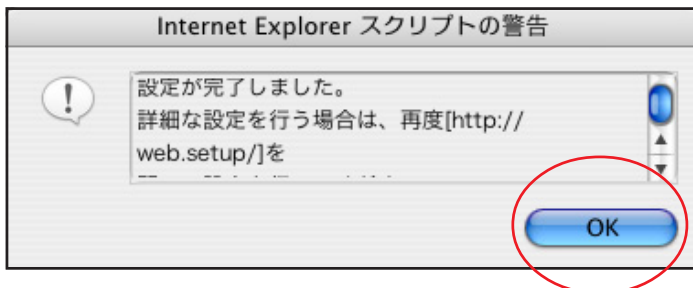 Internet Explorer スクリプトの警告
設定が完了しました。
詳細な設定を行う場合は、再度[http://
web.setup/]を
OK